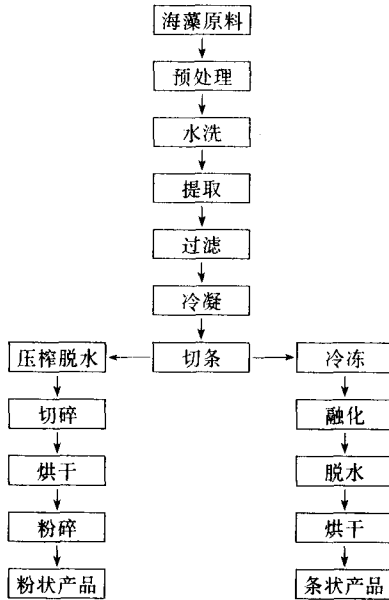 海藻原料
预处理
水洗
提取
过滤
冷凝
压榨脱水 切条 冷冻
切碎 融化
烘干 脱水
粉碎 烘干
粉状产品 条状产品